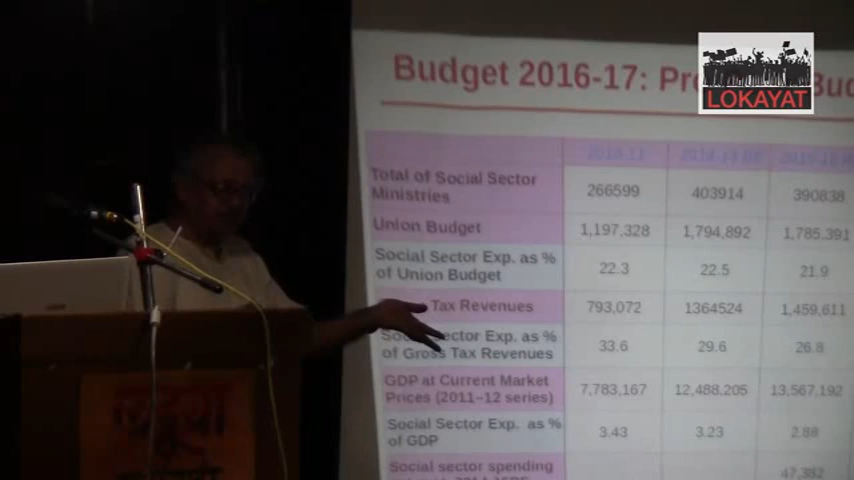 Budget 2016-17: Pr
LOKAYAT
Total of Social Sector
Ministries
266599
403914
390838
Union Budget
1,197,328
1,794,892
1,785,391
Social Sector Exp. as %
of Union Budget
22.3
22.5
21.9
Tax Revenues
793,072
1364524
1,459,611
Sector Exp as %
of Gross Tax Revenues
33.6
29.6
26.8
GDP at Current Market
Prices (2011–12 series)
7,783,167
12,488,205
13,567,192
Social Sector Exp. as %
of GDP
3.43
3.23
2.88
Social sector spending
47,382